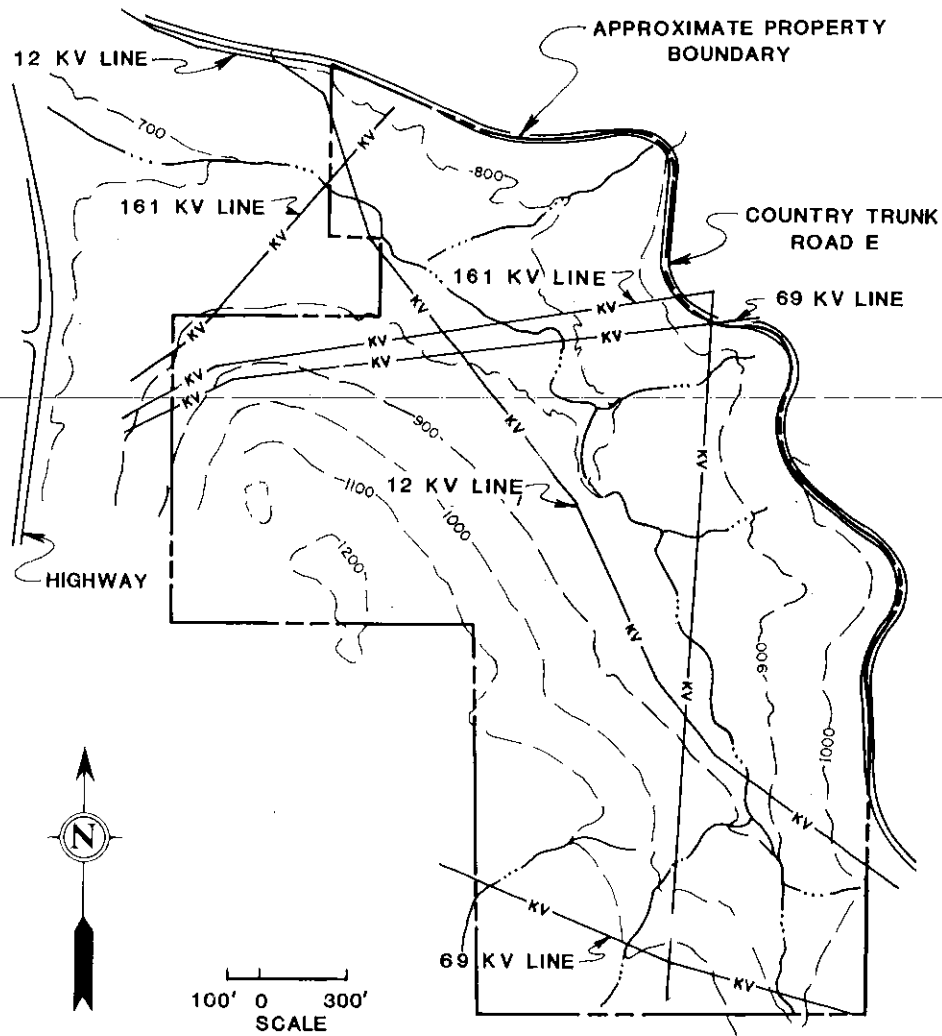 APPROXIMATE PROPERTY
BOUNDARY
12 KV LINE
700
KV
800
161 KV LINE
KV
COUNTRY TRUNK
ROAD E
161 KV LINE
69 KV LINE
KV
KV
KV
KV
KV
KV
KV
900
KV
KV
12 KV LINE
1100
1000
1200
HIGHWAY
KV
900
KV
1000
N
KV
KV
69 KV LINE
KV
100' 0 300'
SCALE